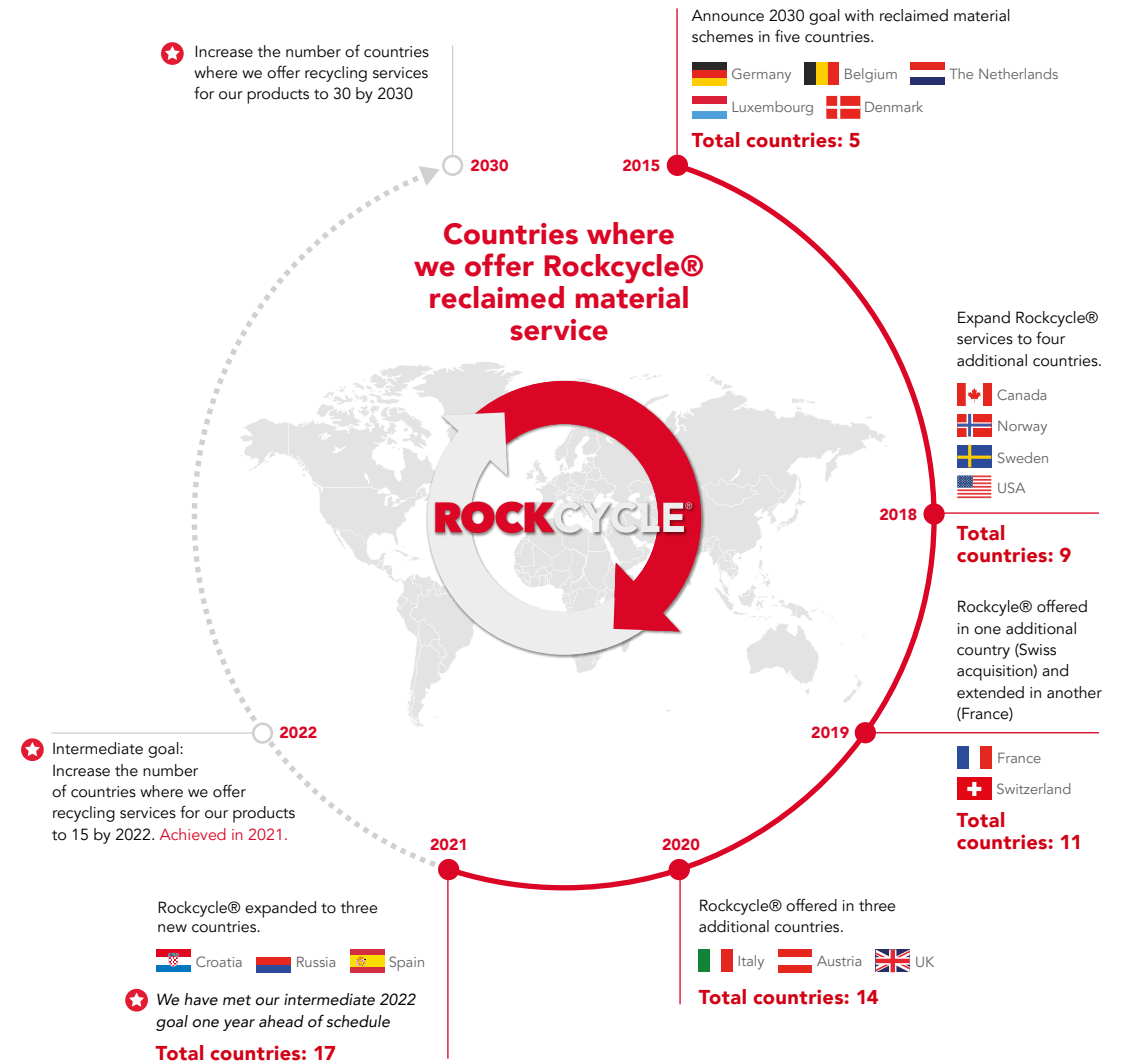 Announce 2030 goal with reclaimed material
schemes in five countries.
Germany
Belgium
The Netherlands
Luxembourg
Denmark
Total countries: 5
Increase the number of countries
where we offer recycling services
for our products to 30 by 2030
2030
2015
Countries where
we offer Rockcycle®
reclaimed material
service
Expand Rockcycle®
services to four
additional countries.
Canada
Norway
Sweden
USA
2018
Total
countries: 9
ROCKCYCLE®
Rockcyle® offered
in one additional
country (Swiss
acquisition) and
extended in another
(France)
2019
France
Switzerland
Total
countries: 11
2022
Intermediate goal:
Increase the number
of countries where we offer
recycling services for our products
to 15 by 2022. Achieved in 2021.
2021
2020
Rockcycle® expanded to three
new countries.
Croatia
Russia
Spain
We have met our intermediate 2022
goal one year ahead of schedule
Total countries: 17
Rockcycle® offered in three
additional countries.
Italy
Austria
UK
Total countries: 14